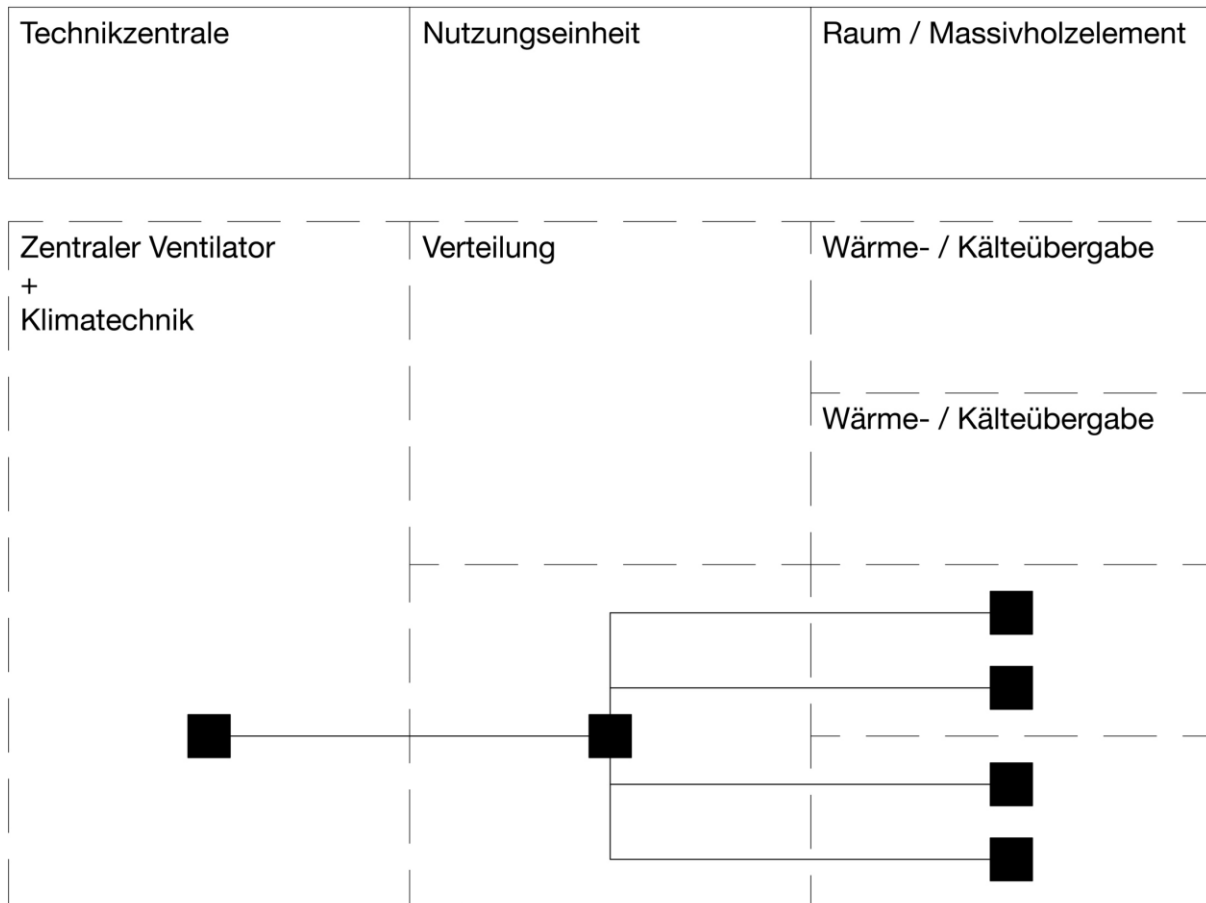 Technikzentrale
Nutzungseinheit
Raum / Massivholzelement
Zentraler Ventilator
+
Klimatechnik
Verteilung
Wärme- / Kälteübergabe
Wärme- / Kälteübergabe